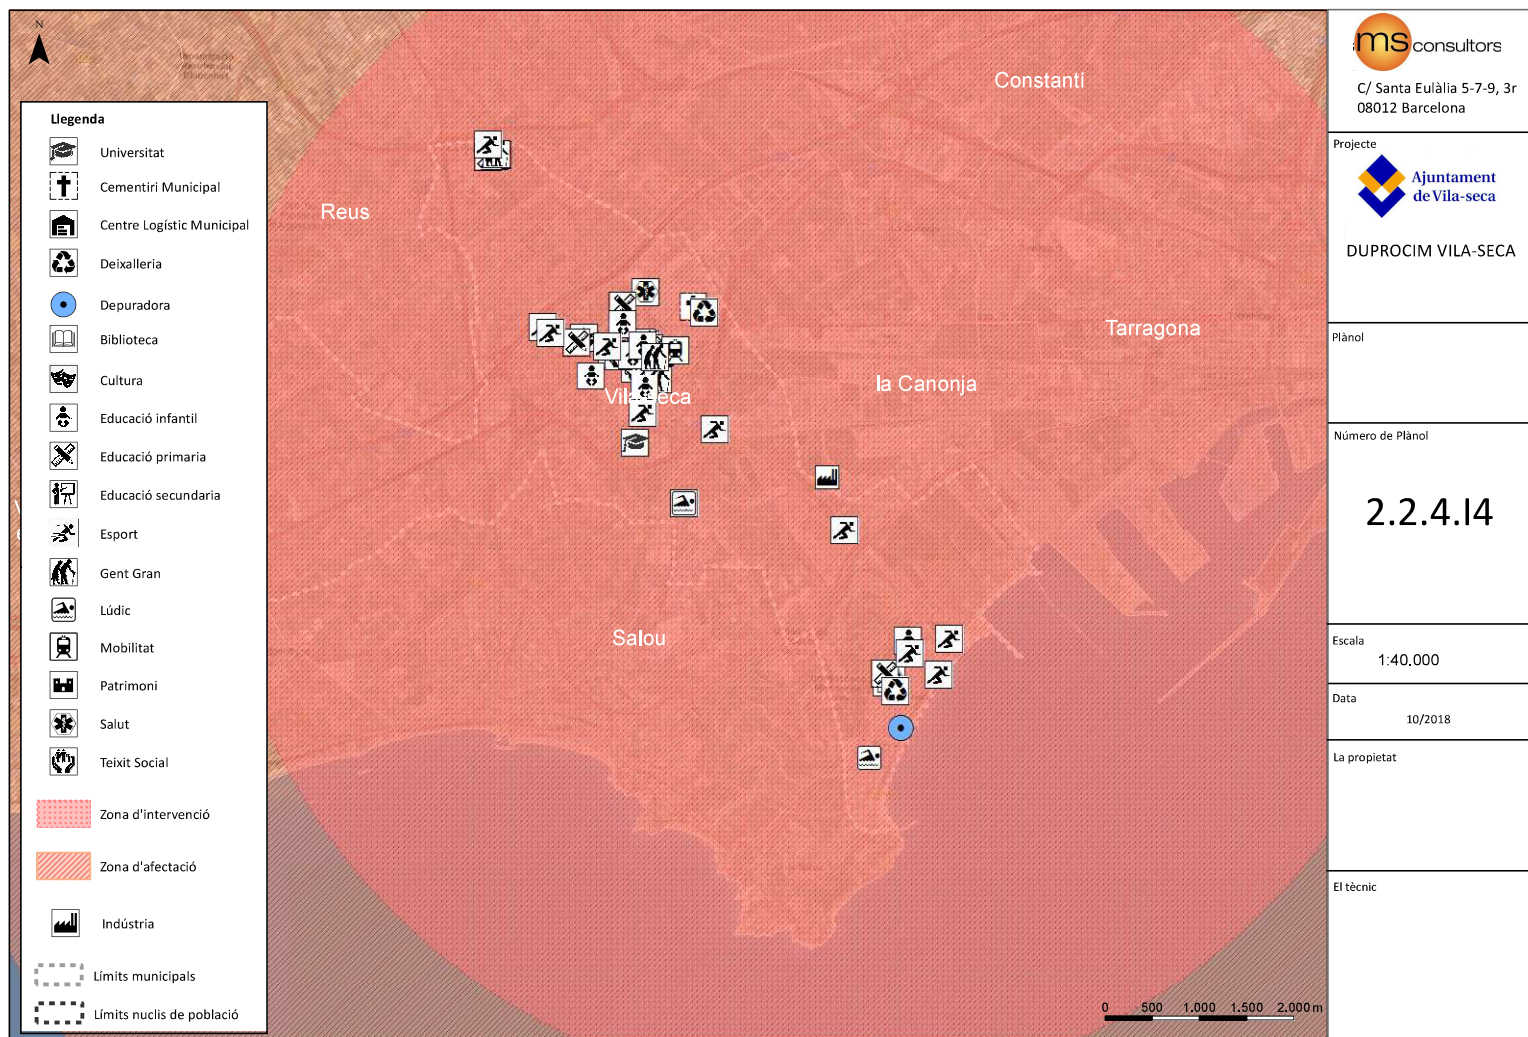 N
Constantí
Reus
Tarragona
la Canonja
Vila-seca
Salou
Llegenda
Universitat
Cementiri Municipal
Centre Logístic Municipal
Deixalleria
Depuradora
Biblioteca
Cultura
Educació infantil
Educació primaria
Educació secundaria
Esport
Gent Gran
Lúdic
Mobilitat
Patrimoni
Salut
Teixit Social
Zona d'intervenció
Zona d'afectació
Indústria
Límits municipals
Límits nuclis de població
0 500 1.000 1.500 2.000 m
ms consultors
C/ Santa Eulàlia 5-7-9, 3r
08012 Barcelona
Projecte
Ajuntament
de Vila-seca
DUPROCIM VILA-SECA
Plànol
Número de Plànol
2.2.4.I4
Escala
1:40.000
Data
10/2018
La propietat
El tècnic